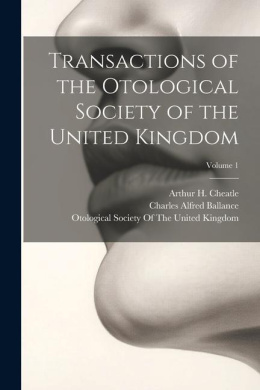 Transactions of
the Otological
Society of the
United Kingdom
Volume 1
Arthur H. Cheatle
Charles Alfred Ballance
Otological Society Of The United Kingdom